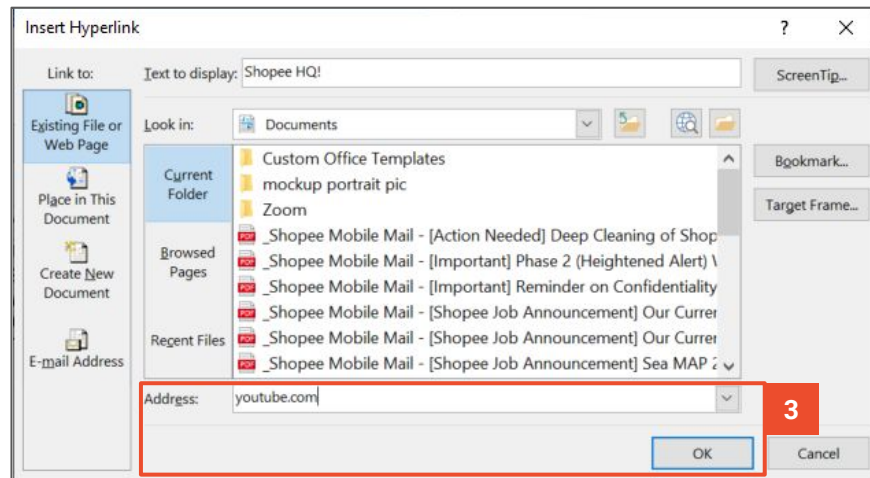 Insert Hyperlink ? X
Link to:
Text to display: Shopee HQ!
ScreenTip...
Existing File or
Web Page
Look in: Documents
Place in This
Document
Create New
Document
E-mail Address
Current
Folder
Browsed
Pages
Recent Files
Custom Office Templates
mockup portrait pic
Zoom
_Shopee Mobile Mail - [Action Needed] Deep Cleaning of Shop
_Shopee Mobile Mail - [Important] Phase 2 (Heightened Alert)
_Shopee Mobile Mail - [Important] Reminder on Confidentiality
_Shopee Mobile Mail - [Shopee Job Announcement] Our Curren
_Shopee Mobile Mail - [Shopee Job Announcement] Our Curren
_Shopee Mobile Mail - [Shopee Job Announcement] Sea MAP 2
Bookmark...
Target Frame...
Address: youtube.com
3
OK
Cancel